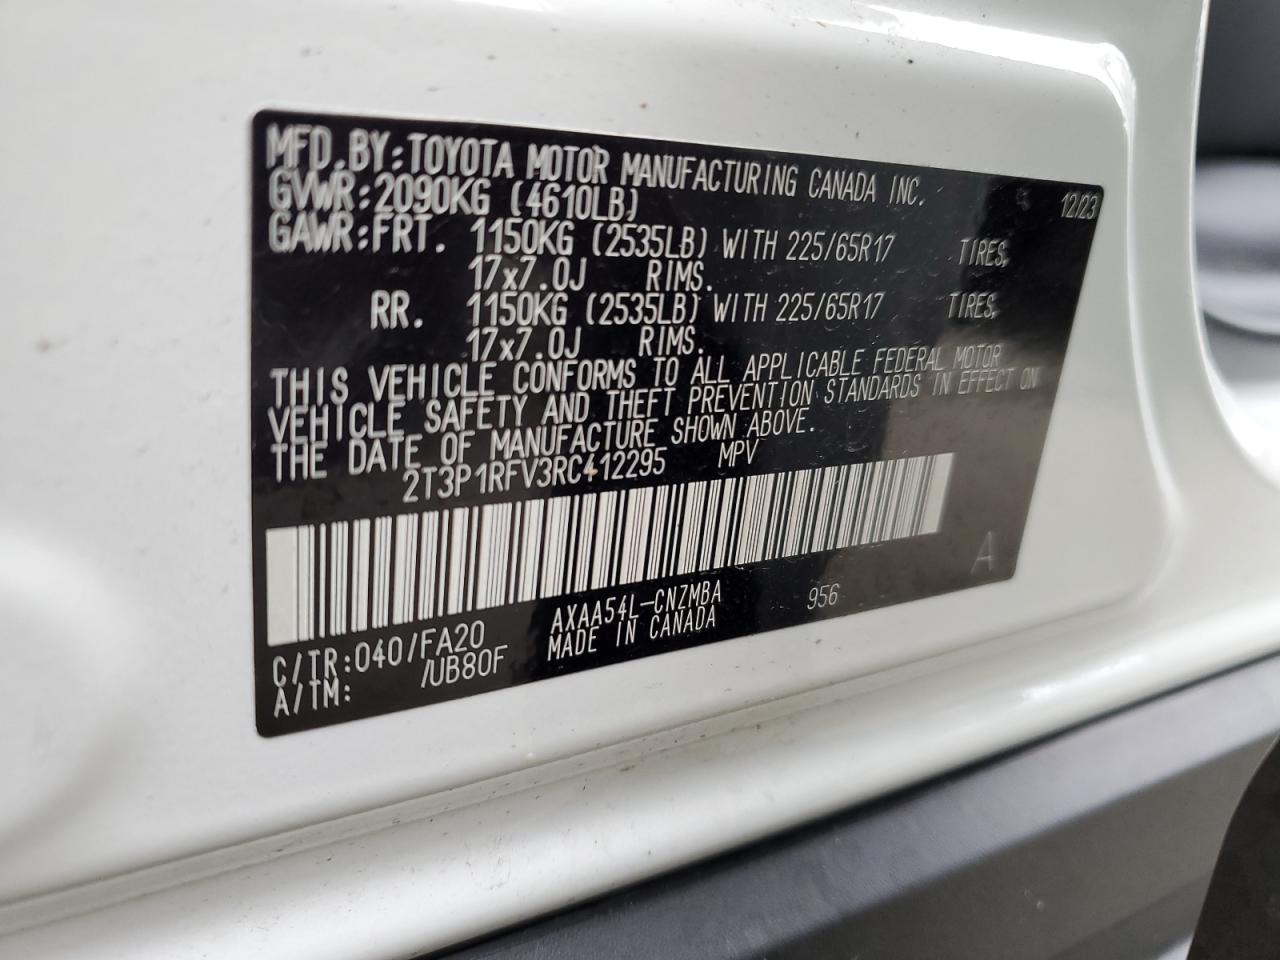 MFD.BY:TOYOTA MOTOR MANUFACTURING CANADA INC.
GVWR:2090KG (4610LB) 12/23
GAWR:FRT. 1150KG (2535LB) WITH 225/65R17 TIRES,
17x7.0J RIMS.
RR. 1150KG (2535LB) WITH 225/65R17 TIRES,
17x7.0J RIMS.
THIS VEHICLE CONFORMS TO ALL APPLICABLE FEDERAL MOTOR
VEHICLE SAFETY AND THEFT PREVENTION STANDARDS IN EFFECT ON
THE DATE OF MANUFACTURE SHOWN ABOVE.
2T3P1RFV3RC412295 MPV
A
C/TR:040/FA20 AXAA54L-CNZMBA 956
A/TM: /UB80F MADE IN CANADA